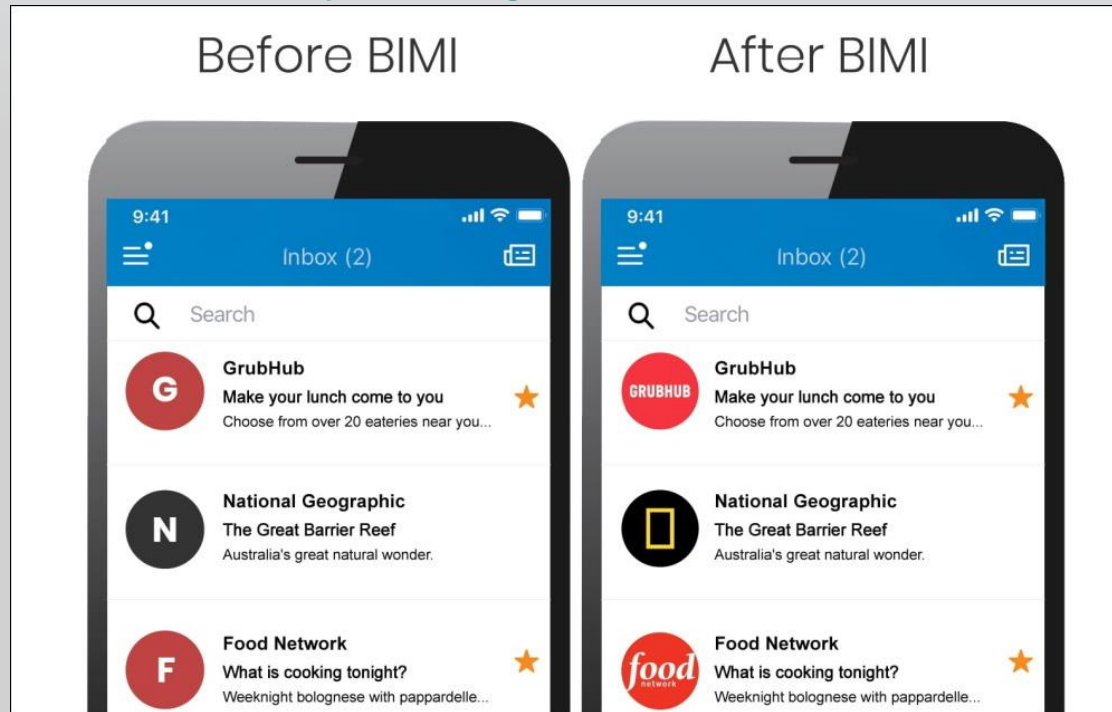 Before BIMI
After BIMI
9:41
Inbox (2)
Search
G
GrubHub
Make your lunch come to you
Choose from over 20 eateries near you...
N
National Geographic
The Great Barrier Reef
Australia's great natural wonder.
F
Food Network
What is cooking tonight?
Weeknight bolognese with pappardelle...
9:41
Inbox (2)
Search
GRUBHUB
GrubHub
Make your lunch come to you
Choose from over 20 eateries near you...
National Geographic
The Great Barrier Reef
Australia's great natural wonder.
food
network
Food Network
What is cooking tonight?
Weeknight bolognese with pappardelle...